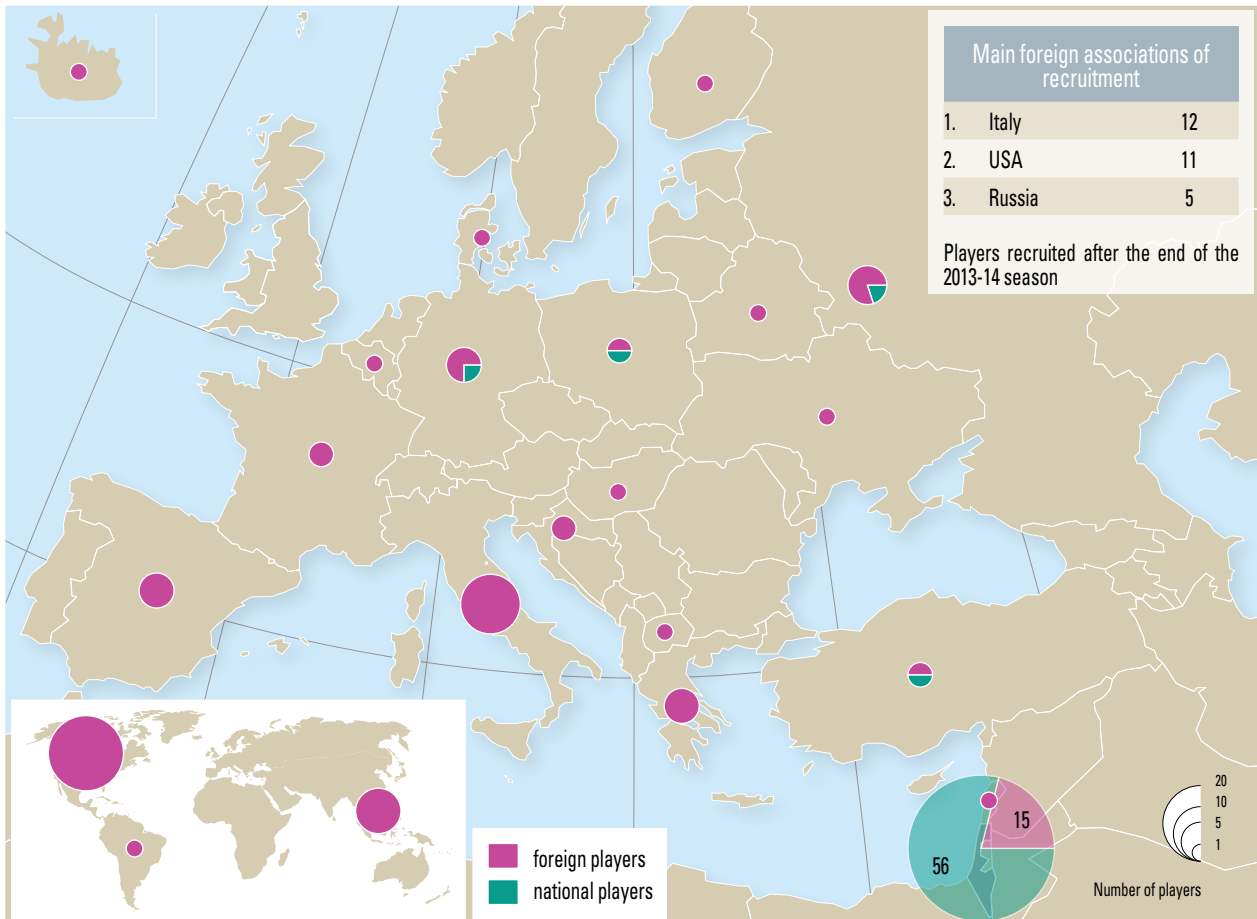 Main foreign associations of
recruitment
1. Italy 12
2. USA 11
3. Russia 5
Players recruited after the end of the
2013-14 season
foreign players
national players
56
15
20
10
5
1
Number of players